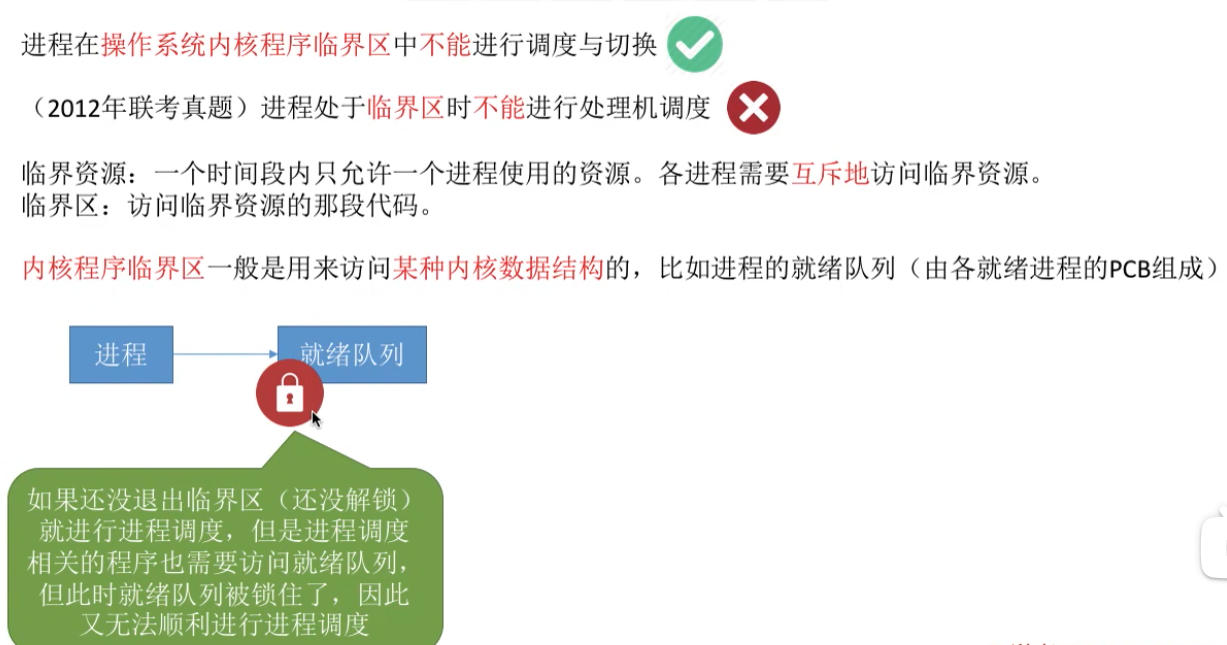 进程在操作系统内核程序临界区中不能进行调度与切换
（2012年联考真题）进程处于临界区时不能进行处理机调度
临界资源：一个时间段内只允许一个进程使用的资源。各进程需要互斥地访问临界资源。
临界区：访问临界资源的那段代码。
内核程序临界区一般是用来访问某种内核数据结构的，比如进程的就绪队列（由各就绪进程的PCB组成）
进程
就绪队列
如果还没退出临界区（还没解锁）
就进行进程调度，但是进程调度
相关的程序也需要访问就绪队列，
但此时就绪队列被锁住了，因此
又无法顺利进行进程调度